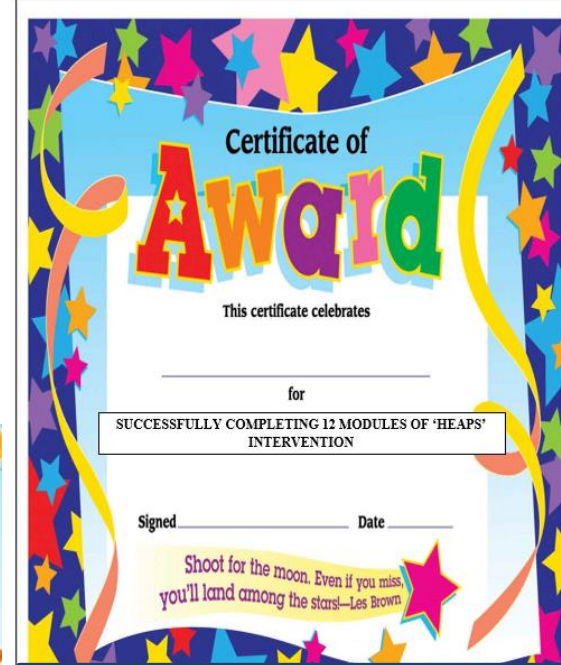 Certificate of
Award
This certificate celebrates
for
SUCCESSFULLY COMPLETING 12 MODULES OF ‘HEAPS’
INTERVENTION
Signed Date
Shoot for the moon. Even if you miss,
you'll land among the stars!—Les Brown